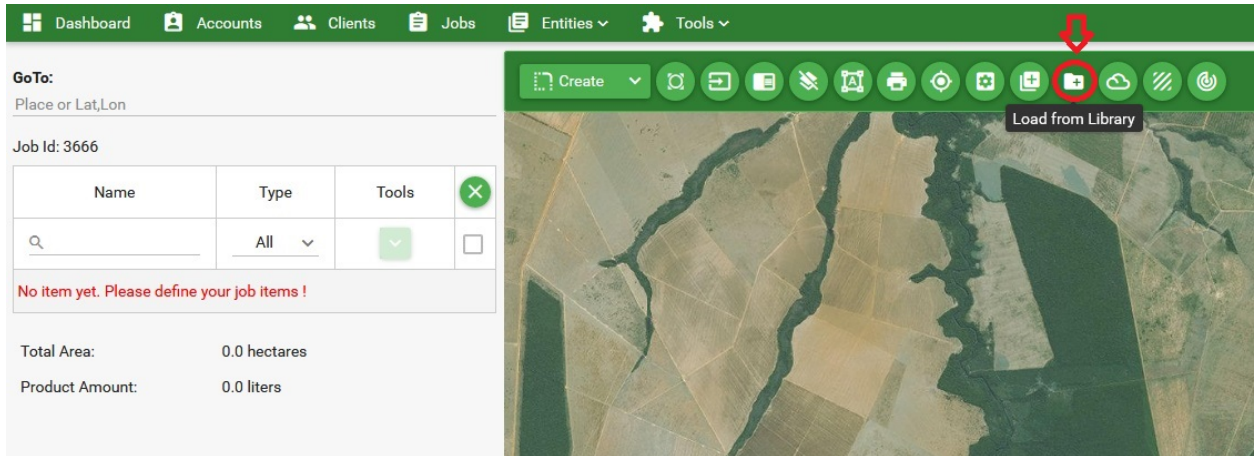 Dashboard Accounts Clients Jobs Entities Tools
GoTo:
Place or Lat,Lon
Create
Load from Library
Job Id: 3666
Name Type Tools
All
No item yet. Please define your job items !
Total Area: 0.0 hectares
Product Amount: 0.0 liters